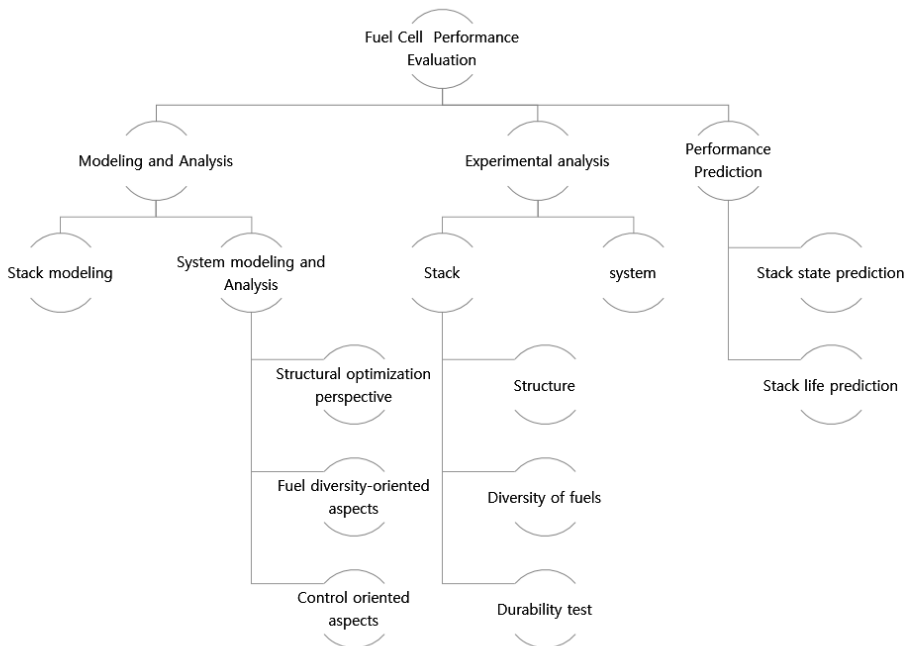 Fuel Cell Performance
Evaluation
Modeling and Analysis
Experimental analysis
Performance
Prediction
Stack modeling
System modeling and
Analysis
Stack
system
Stack state prediction
Structural optimization
perspective
Structure
Stack life prediction
Fuel diversity-oriented
aspects
Diversity of fuels
Control oriented
aspects
Durability test